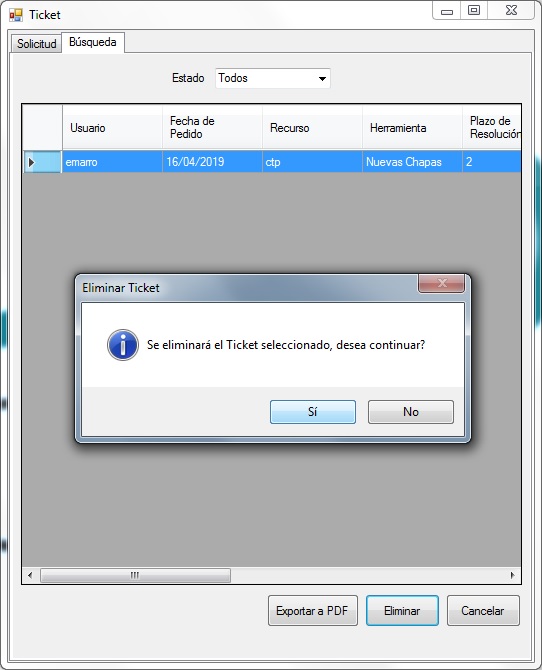 Ticket
Solicitud
Búsqueda
Estado
Todos
Usuario
Fecha de
Pedido
Recurso
Herramienta
Plazo de
Resolución
emarro
16/04/2019
ctp
Nuevas Chapas
2
Eliminar Ticket
Se eliminará el Ticket seleccionado, desea continuar?
Sí
No
Exportar a PDF
Eliminar
Cancelar